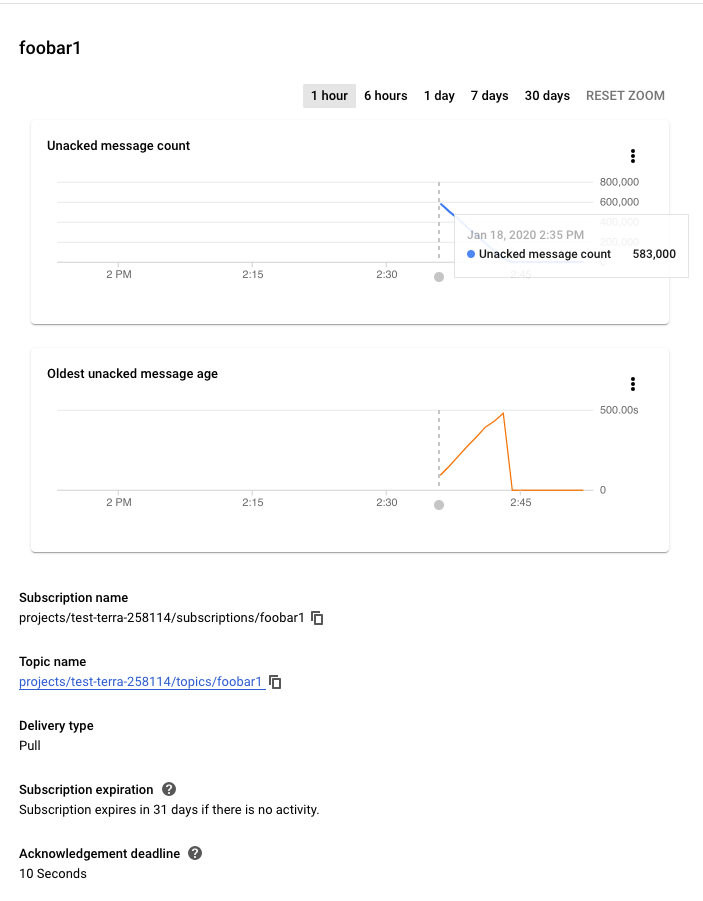 foobar1
1 hour 6 hours 1 day 7 days 30 days RESET ZOOM
Unacked message count
800,000
600,000
400,000
200,000
Jan 18, 2020 2:35 PM
Unacked message count 583,000
2 PM 2:15 2:30 2:45
Oldest unacked message age
500.00s
0
2 PM 2:15 2:30 2:45
Subscription name
projects/test-terra-258114/subscriptions/foobar1
Topic name
projects/test-terra-258114/topics/foobar1
Delivery type
Pull
Subscription expiration
Subscription expires in 31 days if there is no activity.
Acknowledgement deadline
10 Seconds